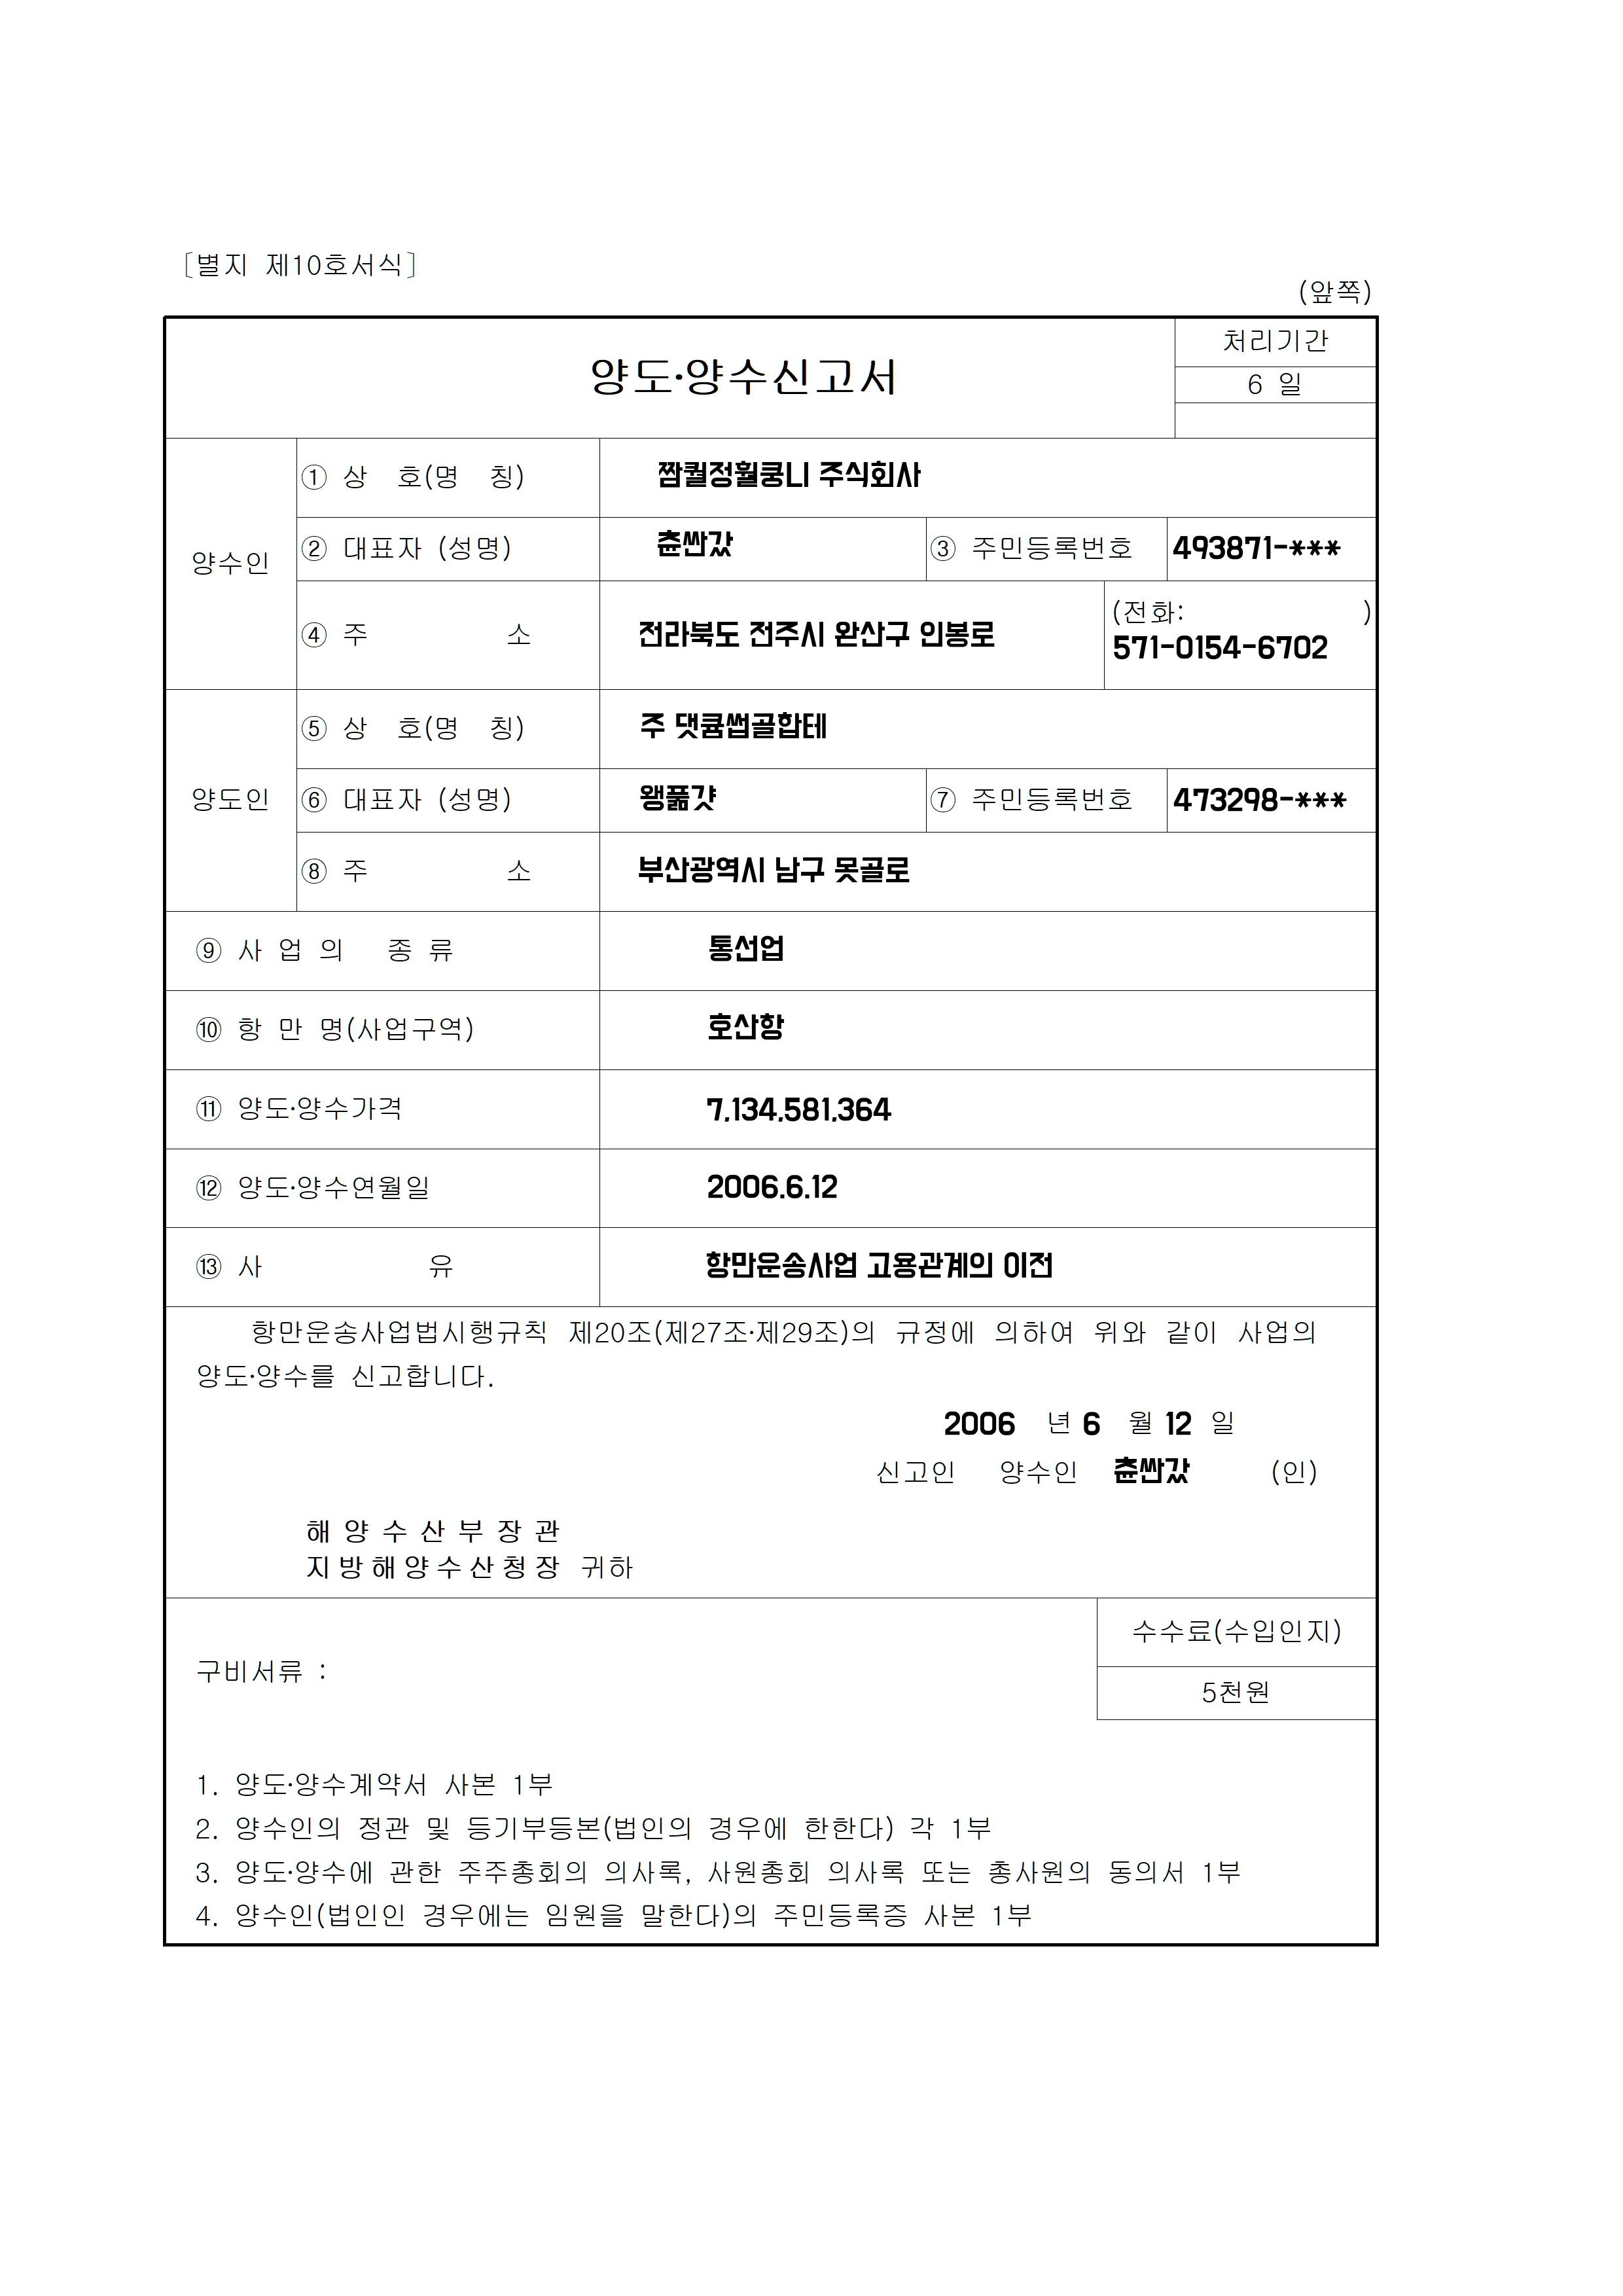 [별지 제10호서식]
(앞쪽)
양도·양수신고서
처리기간
6 일
양수인
① 상 호(명 칭)
짬퀄정훨쿵니 주식회사
② 대표자 (성명)
③ 주민등록번호
493871-***
④ 주 소
전라북도 전주시 완산구 인봉로
(전화: )
571-0154-6702
양도인
⑤ 상 호(명 칭)
주 댓큠썹골합테
⑥ 대표자 (성명)
왱풂걋
⑦ 주민등록번호
473298-***
⑧ 주 소
부산광역시 남구 못골로
⑨ 사 업 의 종 류
통선업
⑩ 항 만 명(사업구역)
호산항
⑪ 양도·양수가격
7,134,581,364
⑫ 양도·양수연월일
2006.6.12
⑬ 사 유
항만운송사업 고용관계의 이전
항만운송사업법시행규칙 제20조(제27조·제29조)의 규정에 의하여 위와 같이 사업의
양도·양수를 신고합니다.
2006 년 6 월 12 일
신고인 양수인 (인)
해 양 수 산 부 장 관
지방해양수산청장 귀하
수수료(수입인지)
구비서류 :
5천원
1. 양도·양수계약서 사본 1부
2. 양수인의 정관 및 등기부등본(법인의 경우에 한한다) 각 1부
3. 양도·양수에 관한 주주총회의 의사록, 사원총회 의사록 또는 총사원의 동의서 1부
4. 양수인(법인인 경우에는 임원을 말한다)의 주민등록증 사본 1부